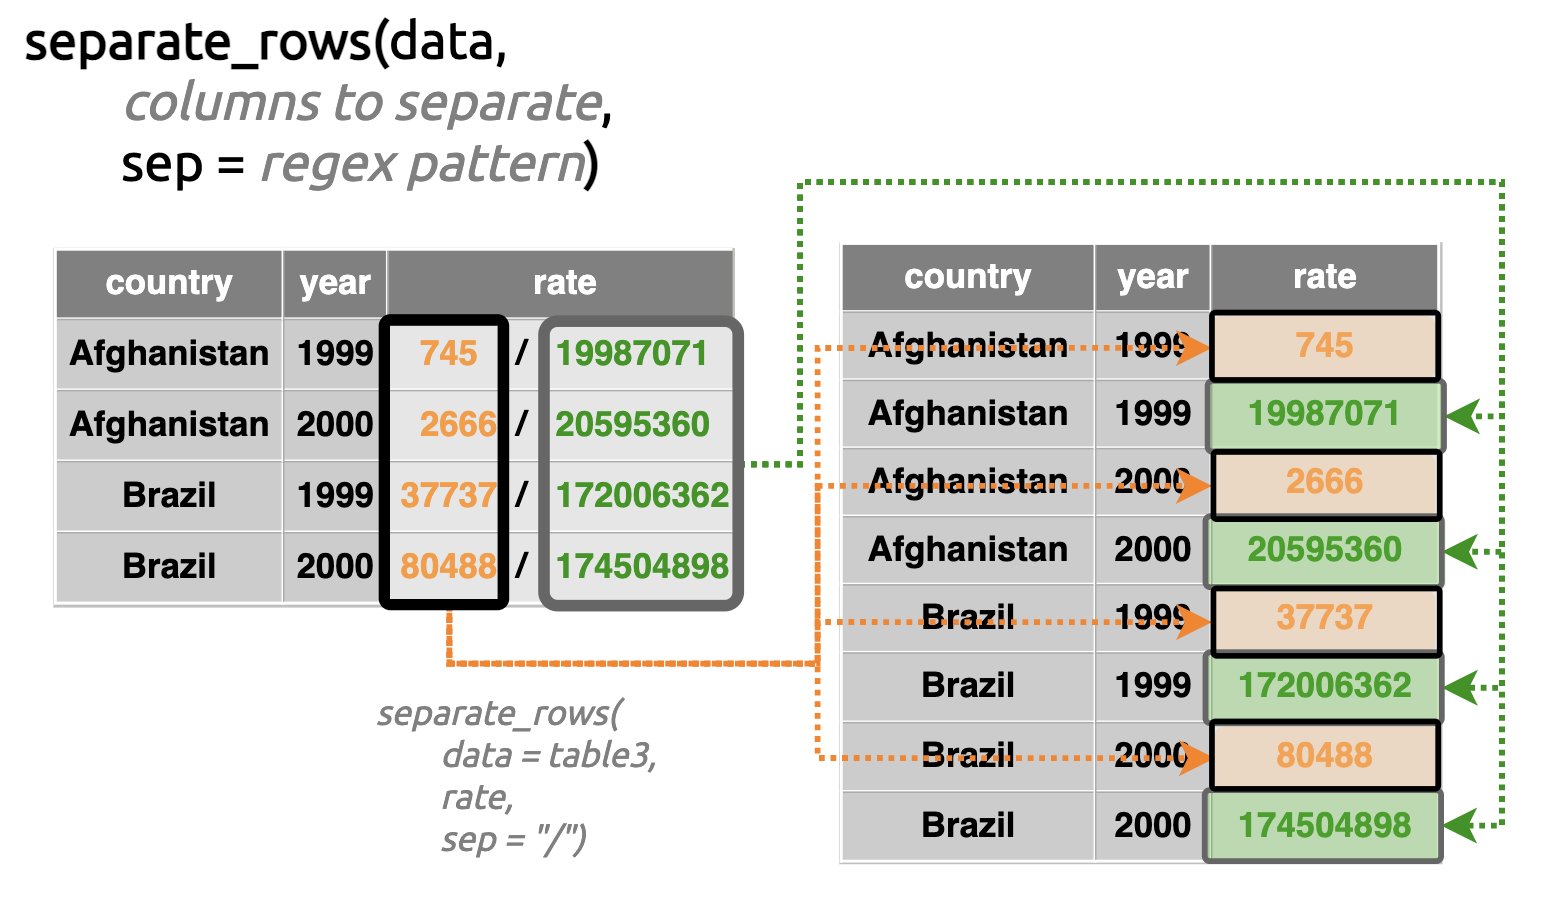 separate_rows(data,
columns to separate,
sep = regex pattern)
country year rate
Afghanistan 1999 745 / 19987071
Afghanistan 2000 2666 / 20595360
Brazil 1999 37737 / 172006362
Brazil 2000 80488 / 174504898
separate_rows(
data = table3,
rate,
sep = "/")
country year rate
Afghanistan 1999 745
Afghanistan 1999 19987071
Afghanistan 2000 2666
Afghanistan 2000 20595360
Brazil 1999 37737
Brazil 1999 172006362
Brazil 2000 80488
Brazil 2000 174504898